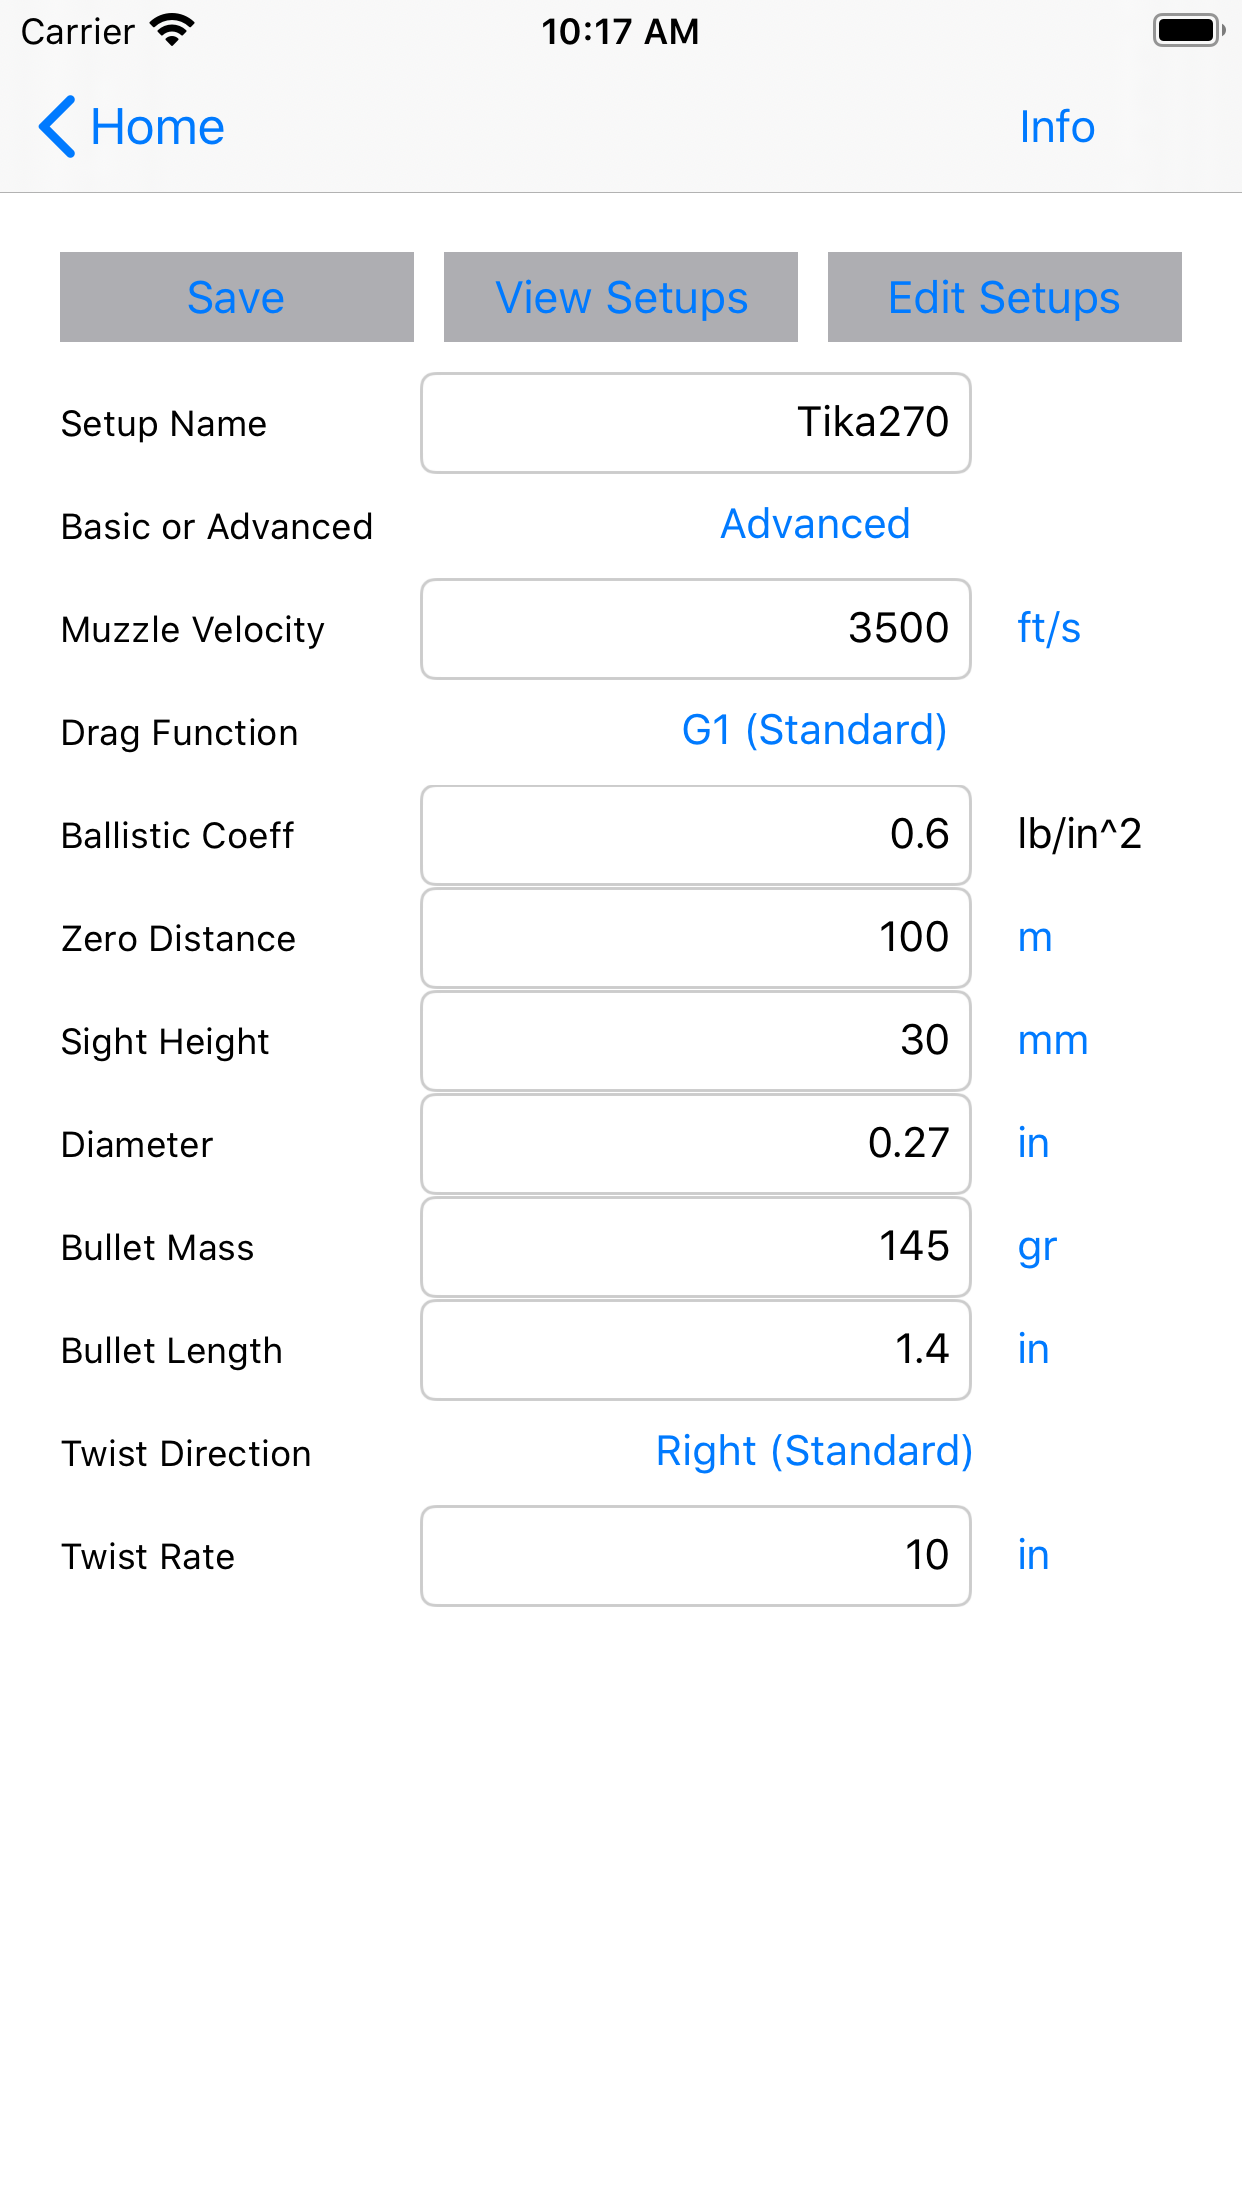 Carrier 10:17 AM
Home Info
Save View Setups Edit Setups
Setup Name Tika270
Basic or Advanced Advanced
Muzzle Velocity 3500 ft/s
Drag Function G1 (Standard)
Ballistic Coeff 0.6 lb/in^2
Zero Distance 100 m
Sight Height 30 mm
Diameter 0.27 in
Bullet Mass 145 gr
Bullet Length 1.4 in
Twist Direction Right (Standard)
Twist Rate 10 in